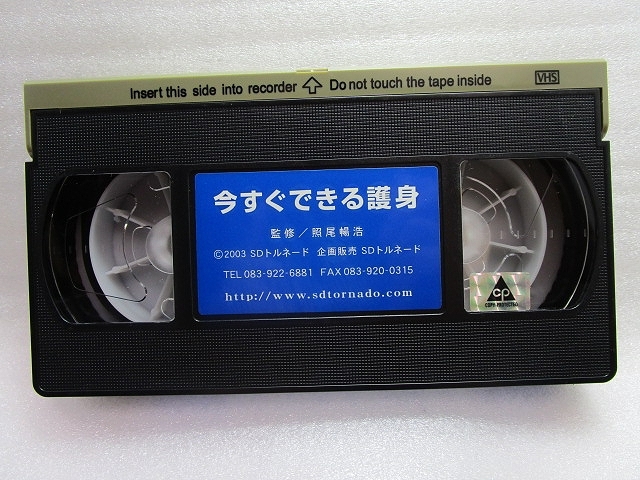 Insert this side into recorder ⇧ Do not touch the tape inside
VHS
今すぐできる護身
監修／照尾暢浩
©2003 SDトルネード 企画販売 SDトルネード
TEL 083-922-6881 FAX 083-920-0315
http://www.sdtornado.com
cp
COPY PROTECTED